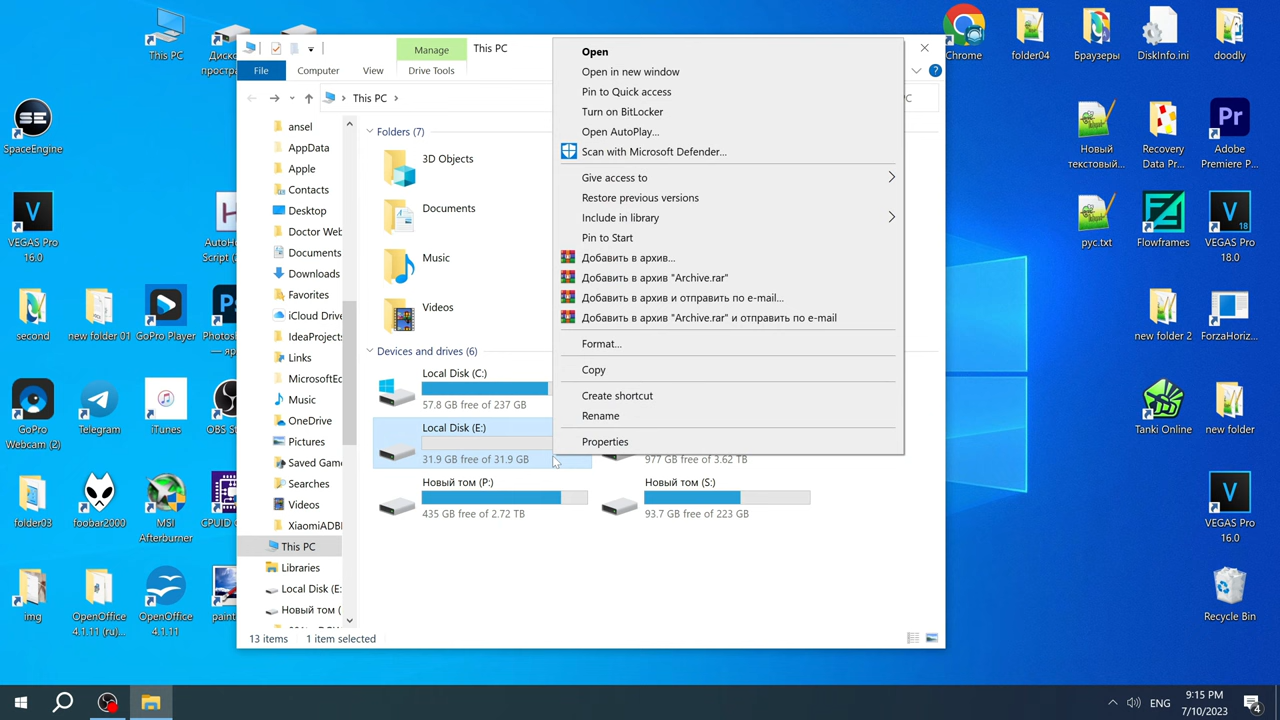 This PC
Диск
простра
SpaceEngine
VEGAS Pro
16.0
AutoHo
Script (.
second
new folder 01
GoPro Player
Photosh
— яр
GoPro
Webcam (2)
Telegram
iTunes
OBS St
folder03
foobar2000
MSI
Afterburner
CPUID C
img
OpenOffice
4.1.11 (ru)...
OpenOffice
4.1.11
paint
Manage
This PC
File
Computer
View
Drive Tools
This PC
ansel
AppData
Apple
Contacts
Desktop
Doctor Web
Documents
Downloads
Favorites
iCloud Drive
IdeaProjects
Links
MicrosoftEd
Music
OneDrive
Pictures
Saved Game
Searches
Videos
XiaomiADB
This PC
Libraries
Local Disk (E:
Новый том (
Folders (7)
3D Objects
Documents
Music
Videos
Devices and drives (6)
Local Disk (C:)
57.8 GB free of 237 GB
Local Disk (E:)
31.9 GB free of 31.9 GB
977 GB free of 3.62 TB
Новый том (P:)
435 GB free of 2.72 TB
Новый том (S:)
93.7 GB free of 223 GB
13 items
1 item selected
Open
Open in new window
Pin to Quick access
Turn on BitLocker
Open AutoPlay...
Scan with Microsoft Defender...
Give access to
Restore previous versions
Include in library
Pin to Start
Добавить в архив...
Добавить в архив "Archive.rar"
Добавить в архив и отправить по e-mail...
Добавить в архив "Archive.rar" и отправить по e-mail
Format...
Copy
Create shortcut
Rename
Properties
PC
Chrome
folder04
Браузеры
DiskInfo.ini
doodly
Новый
текстовый...
Recovery
Data Pr...
Adobe
Premiere P...
рус.txt
Flowframes
VEGAS Pro
18.0
new folder 2
ForzaHoriz...
Tanki Online
new folder
VEGAS Pro
16.0
Recycle Bin
ENG
9:15 PM
7/10/2023
4